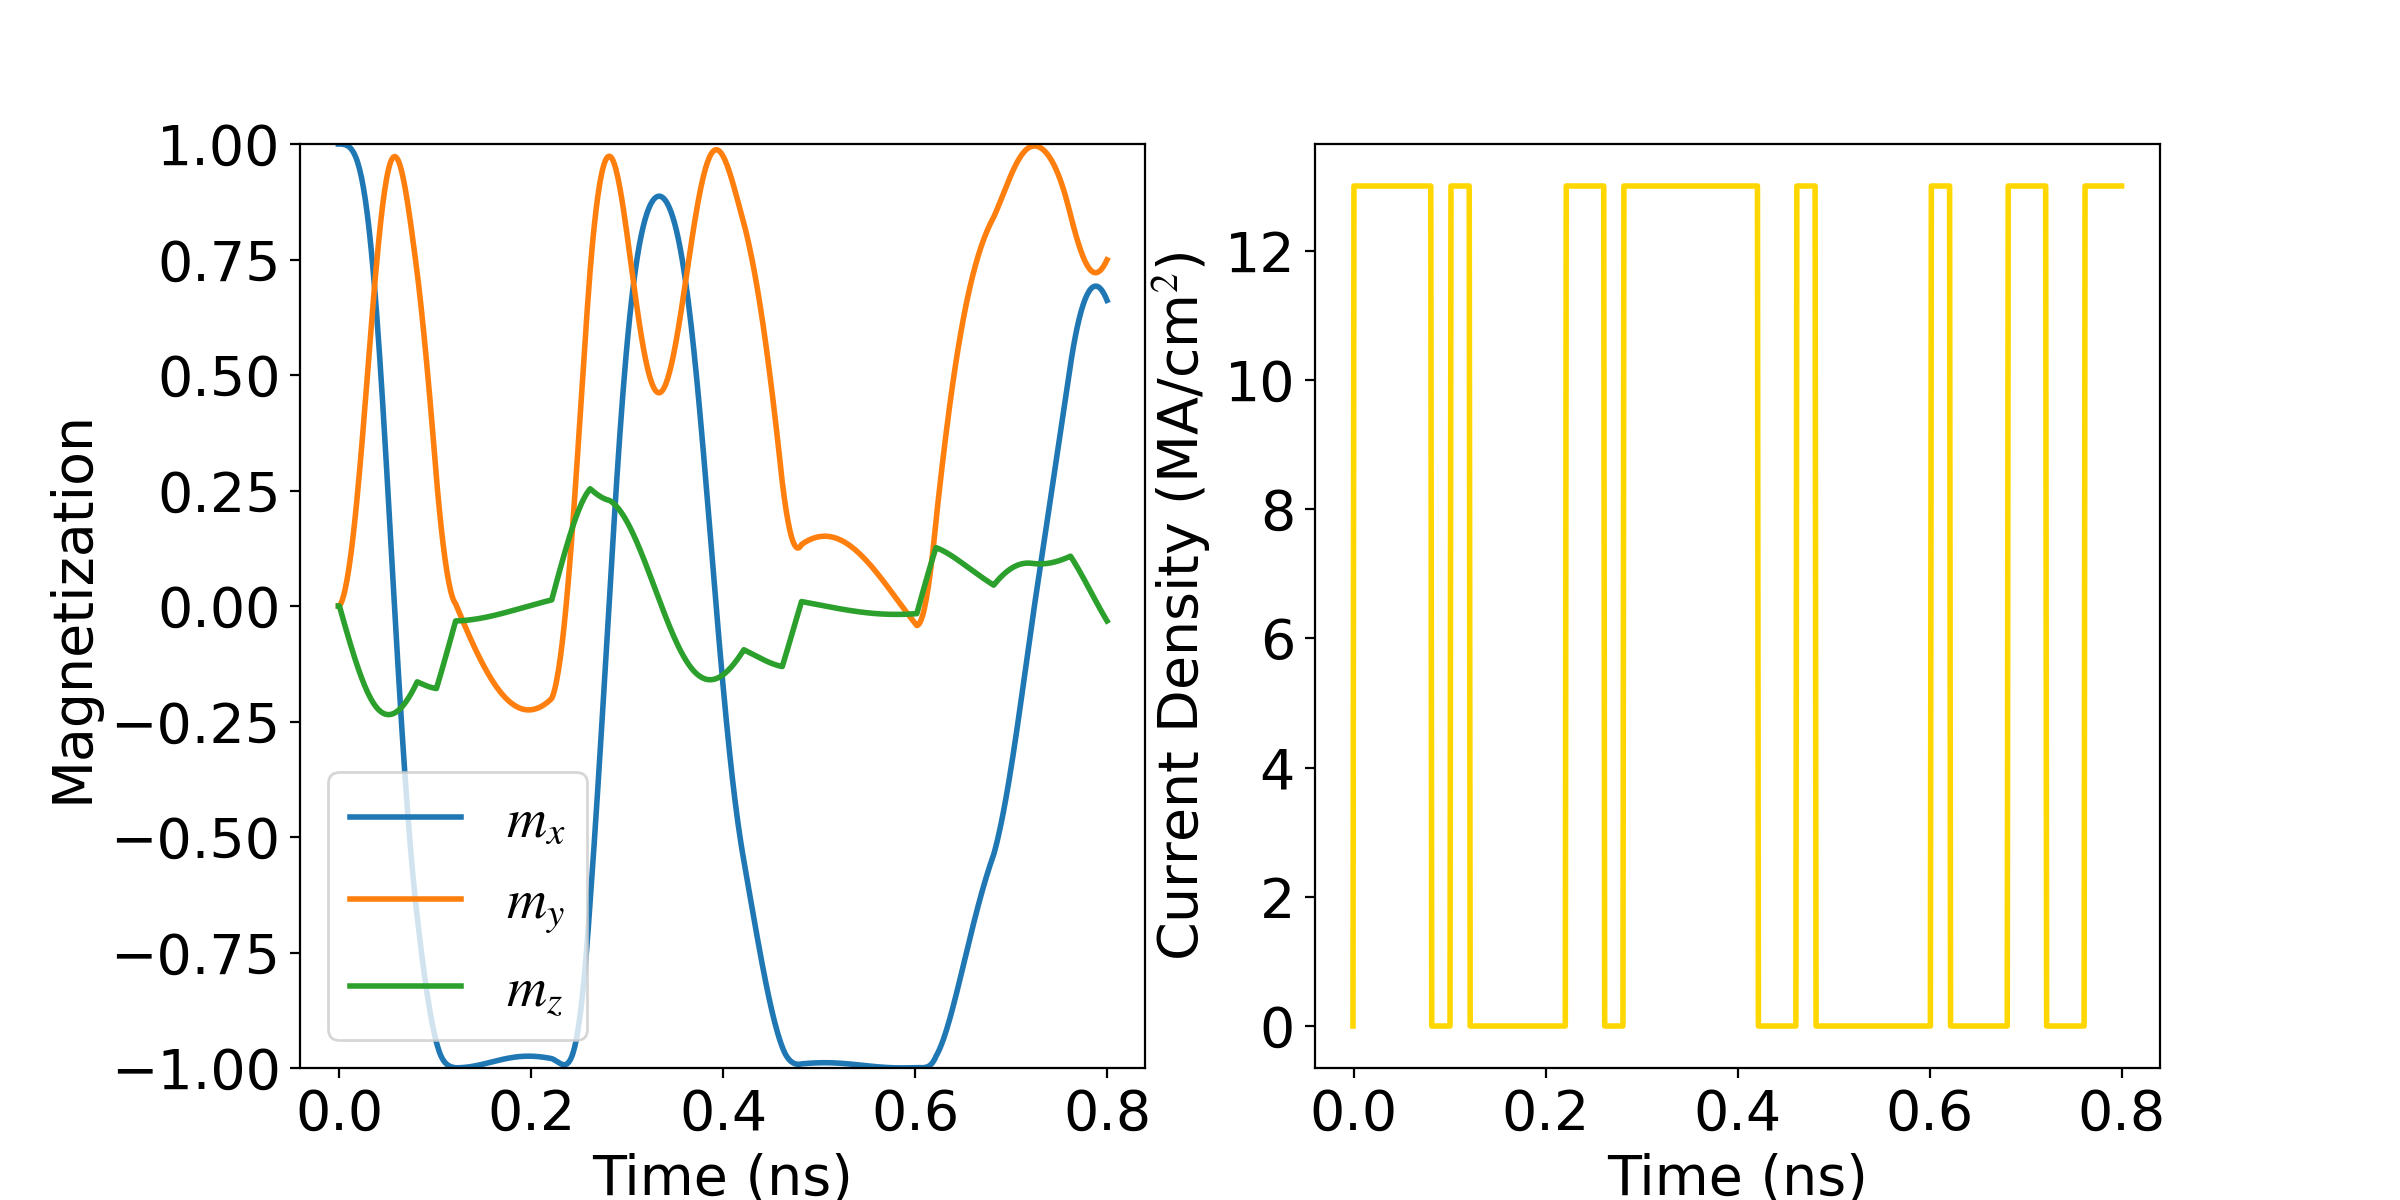 Magnetization
1.00
0.75
0.50
0.25
0.00
−0.25
−0.50
−0.75
−1.00
m_x
m_y
m_z
0.0 0.2 0.4 0.6 0.8
Time (ns)
Current Density (MA/cm²)
12
10
8
6
4
2
0
0.0 0.2 0.4 0.6 0.8
Time (ns)